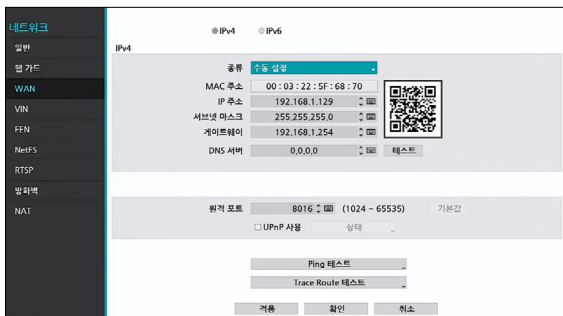 네트워크
일반
웹 가드
WAN
VIN
FEN
NetFS
RTSP
방화벽
NAT
IPv4 IPv6
IPv4
종류 수동 설정
MAC 주소 00 : 03 : 22 : 5F : 68 : 70
IP 주소 192.168.1.129
서브넷 마스크 255.255.255.0
게이트웨이 192.168.1.254
DNS 서버 0.0.0.0 테스트
원격 포트 8016 (1024 ~ 65535) 기본값
UPnP 사용 상태
Ping 테스트
Trace Route 테스트
적용 확인 취소